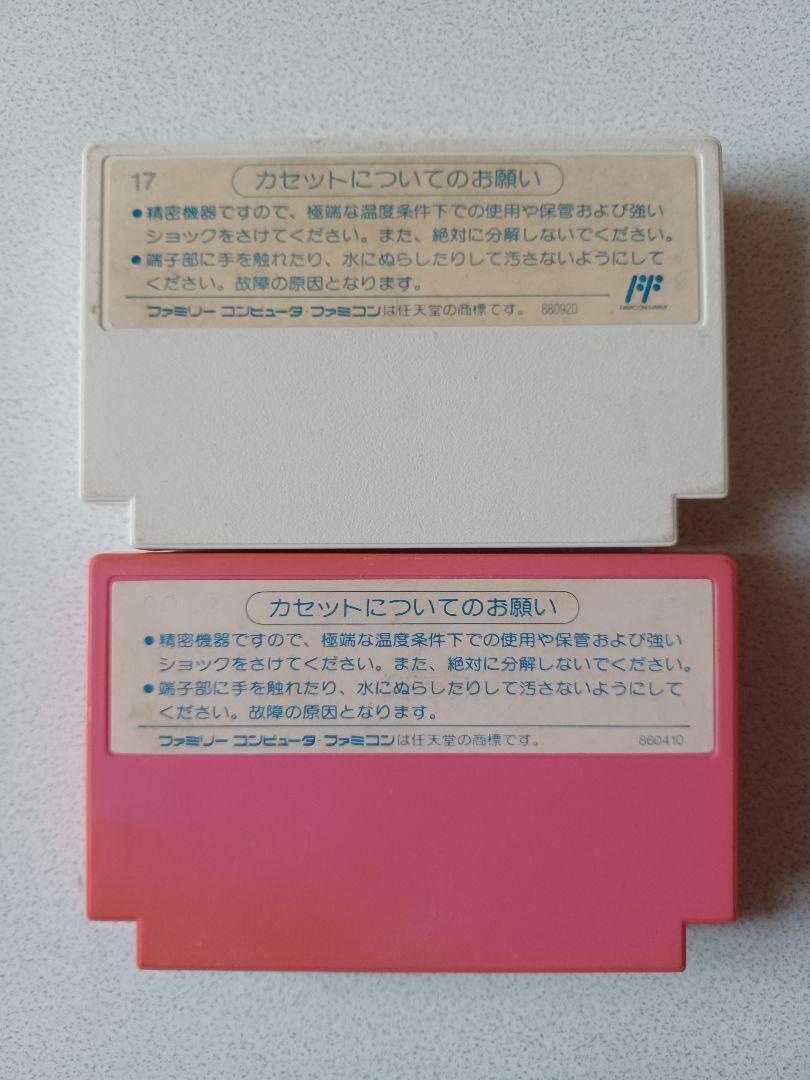 17
カセットについてのお願い
●精密機器ですので、極端な温度条件下での使用や保管および強い
ショックをさけてください。また、絶対に分解しないでください。
●端子部に手を触れたり、水にぬらしたりして汚さないようにして
ください。故障の原因となります。
ファミリー コンピュータ・ファミコンは任天堂の商標です。 880920
FF
FAMICOM FAMILY
カセットについてのお願い
●精密機器ですので、極端な温度条件下での使用や保管および強い
ショックをさけてください。また、絶対に分解しないでください。
●端子部に手を触れたり、水にぬらしたりして汚さないようにして
ください。故障の原因となります。
ファミリー コンピュータ・ファミコンは任天堂の商標です。 860410